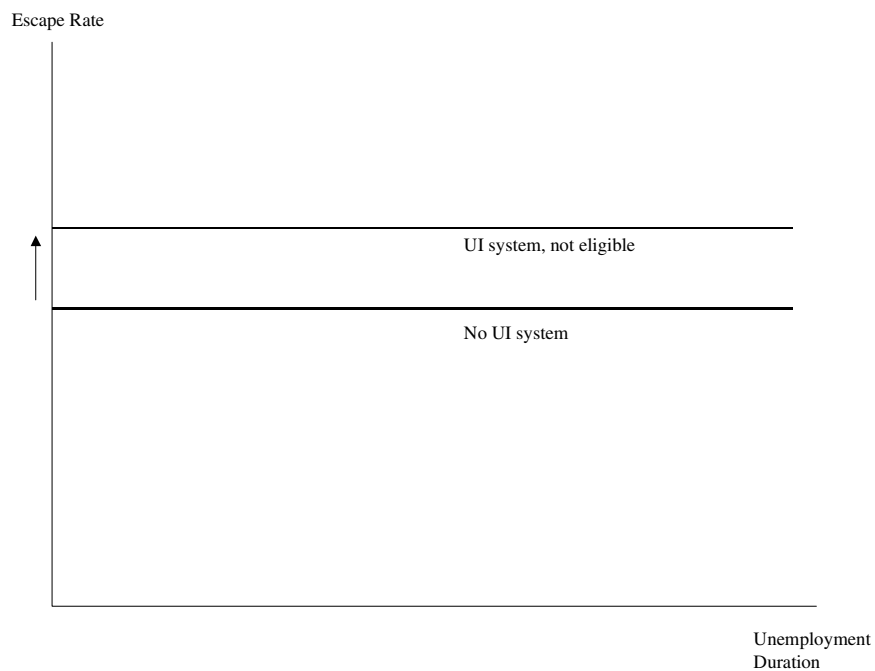 Escape Rate
UI system, not eligible
No UI system
Unemployment
Duration